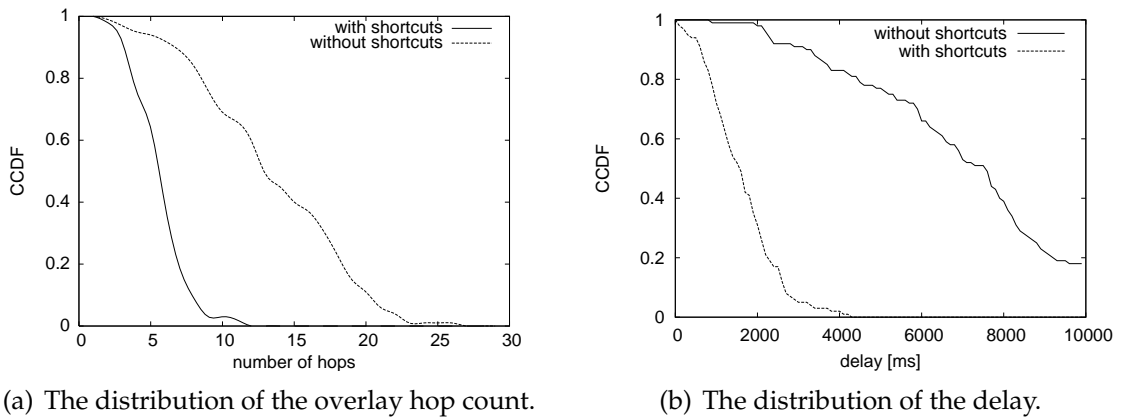 1
0.8
0.6
0.4
0.2
0
CCDF
0 5 10 15 20 25 30
number of hops
with shortcuts
without shortcuts
(a) The distribution of the overlay hop count.
1
0.8
0.6
0.4
0.2
0
CCDF
0 2000 4000 6000 8000 10000
delay [ms]
without shortcuts
with shortcuts
(b) The distribution of the delay.